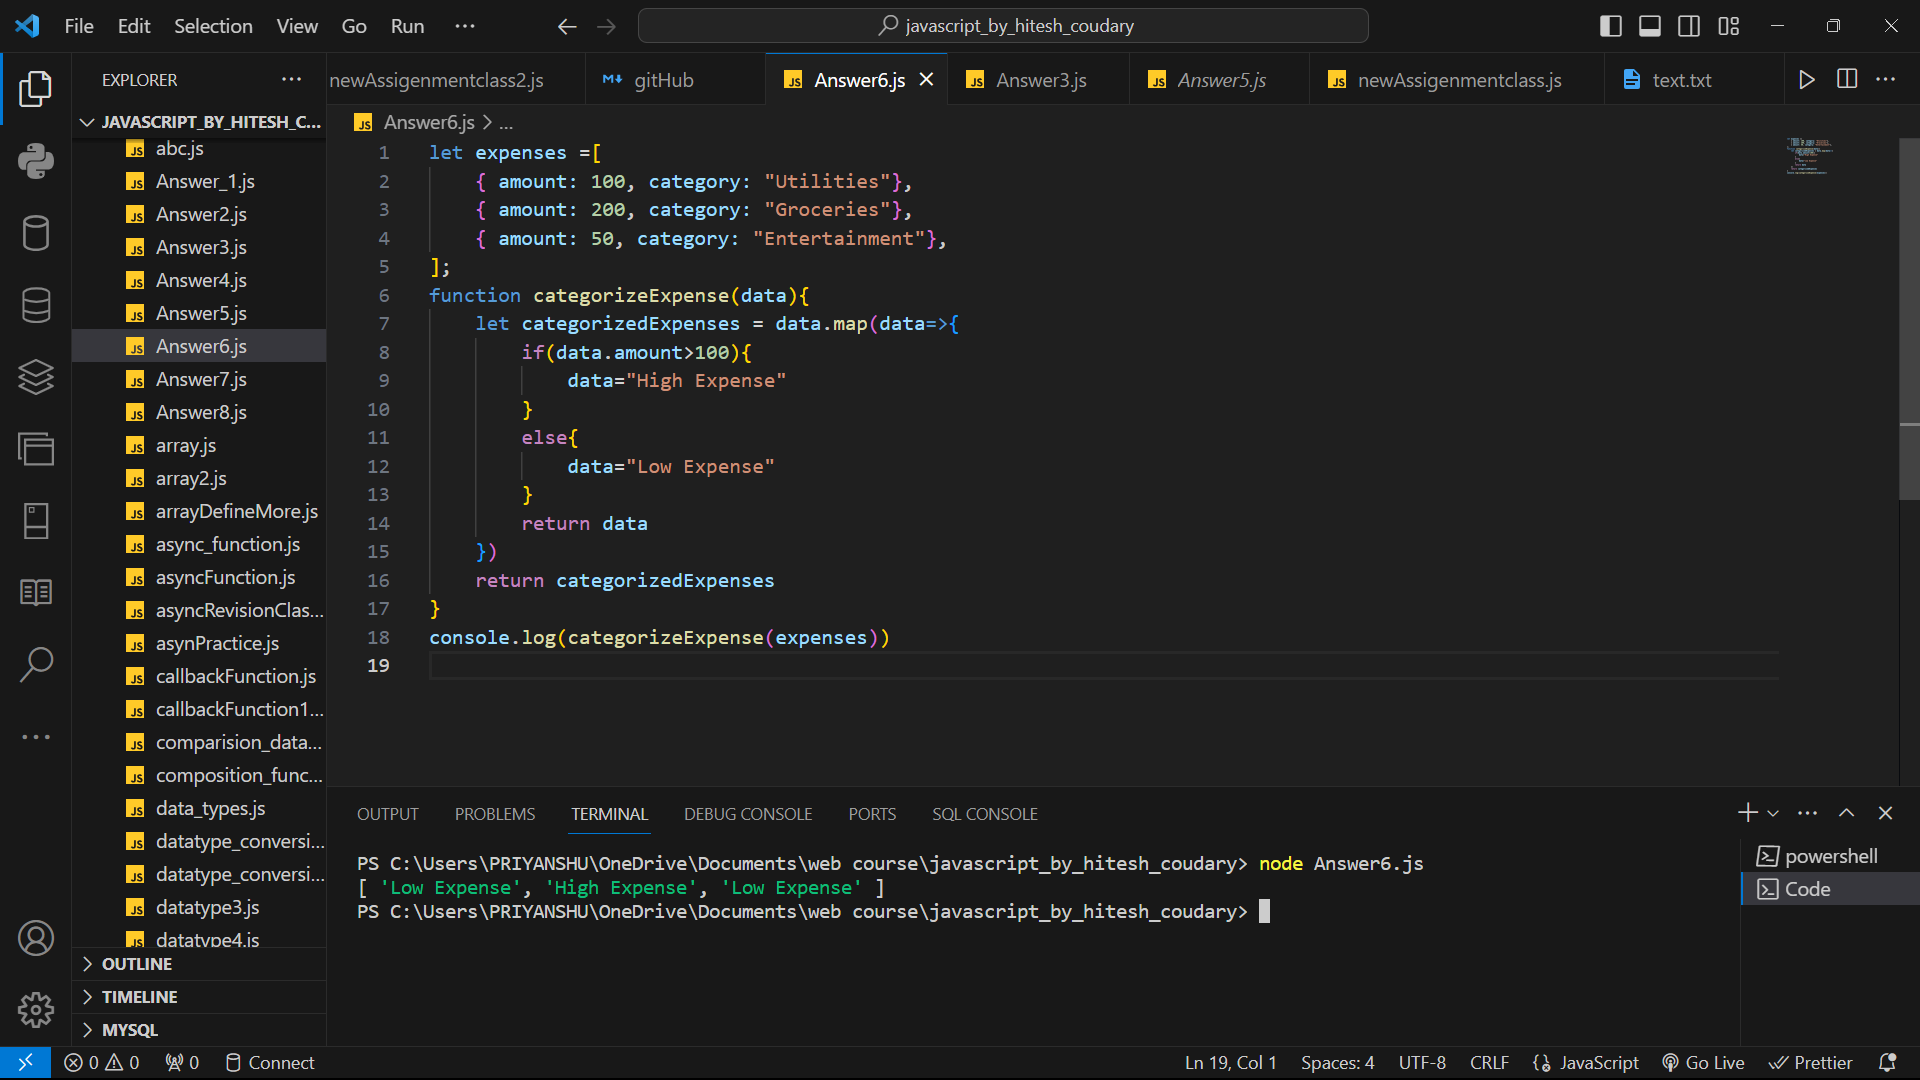 File Edit Selection View Go Run ...
javascript_by_hitesh_coudary
EXPLORER
newAssigenmentclass2.js gitHub Answer6.js Answer3.js Answer5.js newAssigenmentclass.js text.txt
JAVASCRIPT_BY_HITESH_C...
abc.js
Answer_1.js
Answer2.js
Answer3.js
Answer4.js
Answer5.js
Answer6.js
Answer7.js
Answer8.js
array.js
array2.js
arrayDefineMore.js
async_function.js
asyncFunction.js
asyncRevisionClas...
asynPractice.js
callbackFunction.js
callbackFunction1...
comparision_data...
composition_func...
data_types.js
datatype_conversi...
datatype_conversi...
datatype3.js
datatype4.js
OUTLINE
TIMELINE
MYSQL
Answer6.js > ...
1 let expenses =[
2 { amount: 100, category: "Utilities"},
3 { amount: 200, category: "Groceries"},
4 { amount: 50, category: "Entertainment"},
5 ];
6 function categorizeExpense(data){
7 let categorizedExpenses = data.map(data=>{
8 if(data.amount>100){
9 data="High Expense"
10 }
11 else{
12 data="Low Expense"
13 }
14 return data
15 })
16 return categorizedExpenses
17 }
18 console.log(categorizeExpense(expenses))
19
OUTPUT PROBLEMS TERMINAL DEBUG CONSOLE PORTS SQL CONSOLE
PS C:\Users\PRIYANSHU\OneDrive\Documents\web course\javascript_by_hitesh_coudary> node Answer6.js
[ 'Low Expense', 'High Expense', 'Low Expense' ]
PS C:\Users\PRIYANSHU\OneDrive\Documents\web course\javascript_by_hitesh_coudary>
powershell
Code
0 0 0 Connect Ln 19, Col 1 Spaces: 4 UTF-8 CRLF JavaScript Go Live Prettier